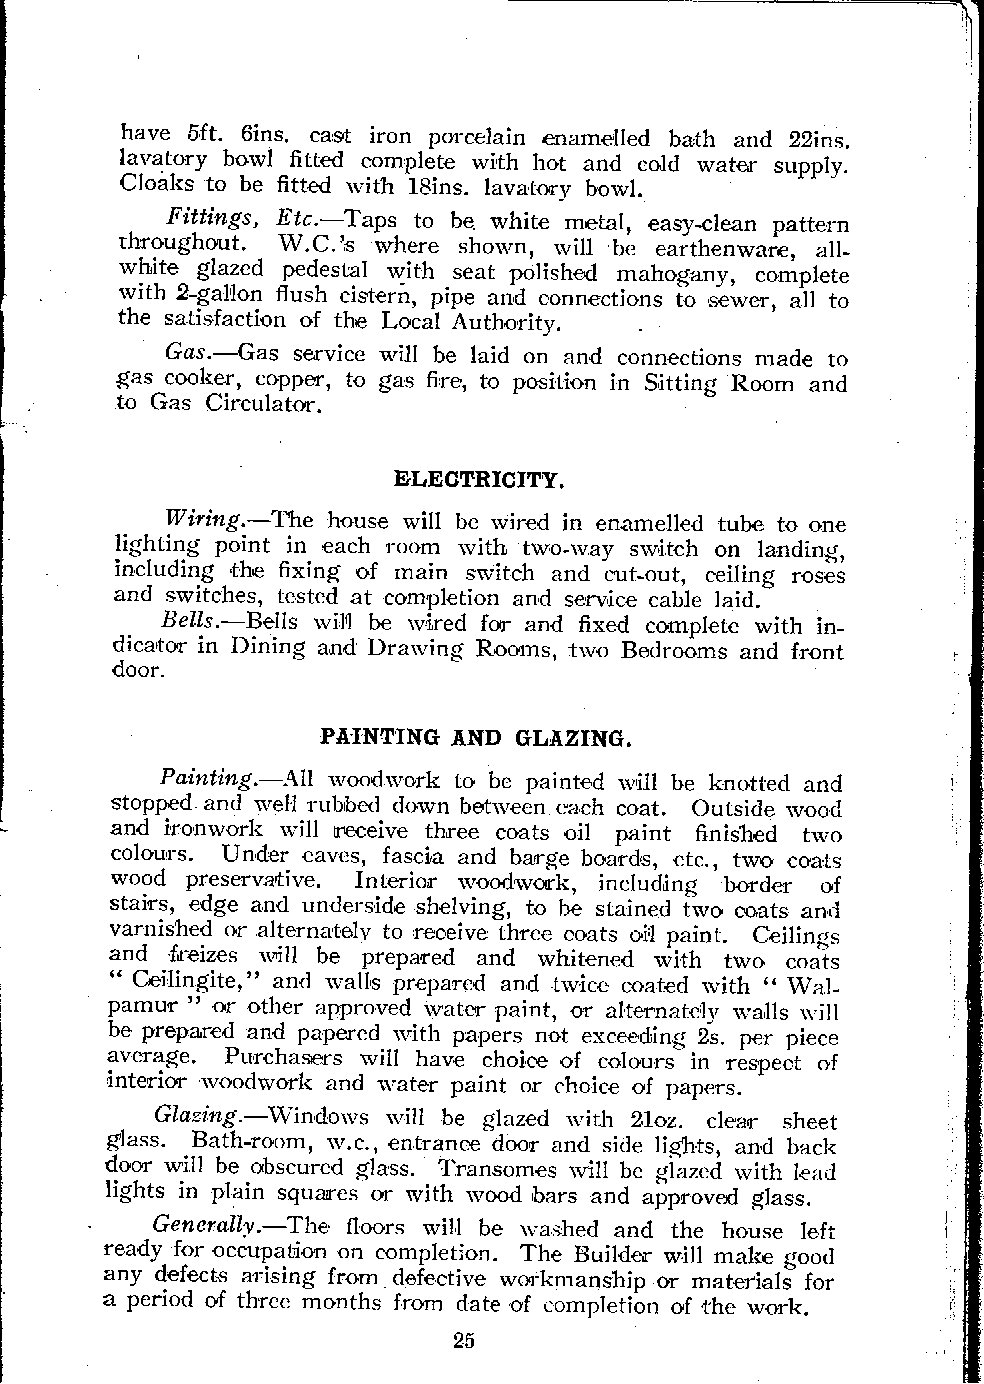 have 5ft. 6ins. cast iron porcelain enamelled bath and 22ins.
lavatory bowl fitted complete with hot and cold water supply.
Cloaks to be fitted with 18ins. lavatory bowl.
Fittings, Etc.—Taps to be white metal, easy-clean pattern
throughout. W.C.'s where shown, will be earthenware, all-
white glazed pedestal with seat polished mahogany, complete
with 2-gallon flush cistern, pipe and connections to sewer, all to
the satisfaction of the Local Authority.
Gas.—Gas service will be laid on and connections made to
gas cooker, copper, to gas fire, to position in Sitting Room and
to Gas Circulator.
ELECTRICITY.
Wiring.—The house will be wired in enamelled tube to one
lighting point in each room with two-way switch on landing,
including the fixing of main switch and cut-out, ceiling roses
and switches, tested at completion and service cable laid.
Bells.—Bells will be wired for and fixed complete with in-
dicator in Dining and Drawing Rooms, two Bedrooms and front
door.
PAINTING AND GLAZING.
Painting.—All woodwork to be painted will be knotted and
stopped and well rubbed down between each coat. Outside wood
and ironwork will receive three coats oil paint finished two
colours. Under eaves, fascia and barge boards, etc., two coats
wood preservative. Interior woodwork, including border of
stairs, edge and underside shelving, to be stained two coats and
varnished or alternately to receive three coats oil paint. Ceilings
and freizes will be prepared and whitened with two coats
“ Ceilingite,” and walls prepared and twice coated with “ Wal-
pamur ” or other approved water paint, or alternately walls will
be prepared and papered with papers not exceeding 2s. per piece
average. Purchasers will have choice of colours in respect of
interior woodwork and water paint or choice of papers.
Glazing.—Windows will be glazed with 21oz. clear sheet
glass. Bath-room, w.c., entrance door and side lights, and back
door will be obscured glass. Transomes will be glazed with lead
lights in plain squares or with wood bars and approved glass.
Generally.—The floors will be washed and the house left
ready for occupation on completion. The Builder will make good
any defects arising from defective workmanship or materials for
a period of three months from date of completion of the work.
25